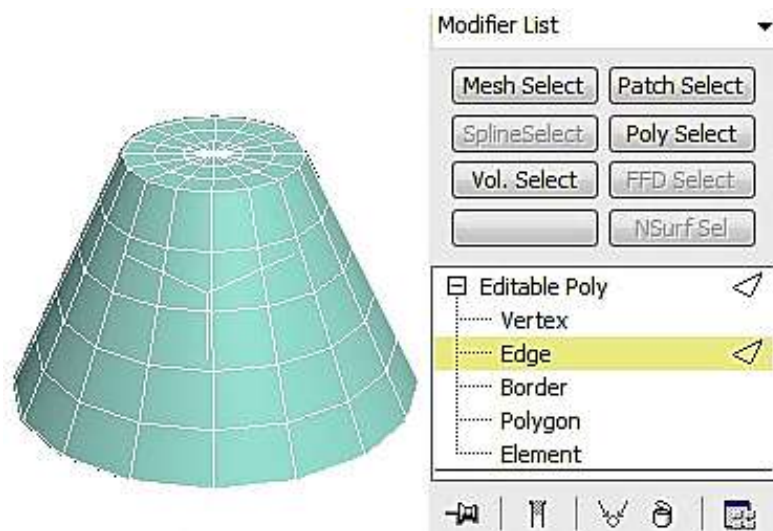 Modifier List
Mesh Select Patch Select
SplineSelect Poly Select
Vol. Select FFD Select
NSurf Sel
Editable Poly
Vertex
Edge
Border
Polygon
Element